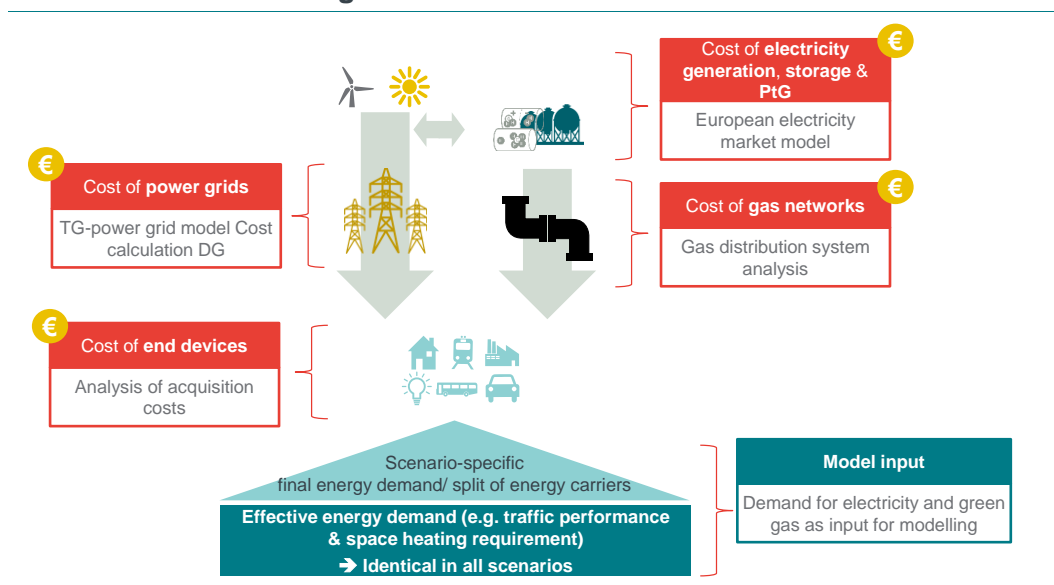 €
Cost of electricity
generation, storage &
PtG
European electricity
market model
€
Cost of power grids
TG-power grid model Cost
calculation DG
€
Cost of gas networks
Gas distribution system
analysis
€
Cost of end devices
Analysis of acquisition
costs
Scenario-specific
final energy demand/ split of energy carriers
Effective energy demand (e.g. traffic performance
& space heating requirement)
➔ Identical in all scenarios
Model input
Demand for electricity and green
gas as input for modelling